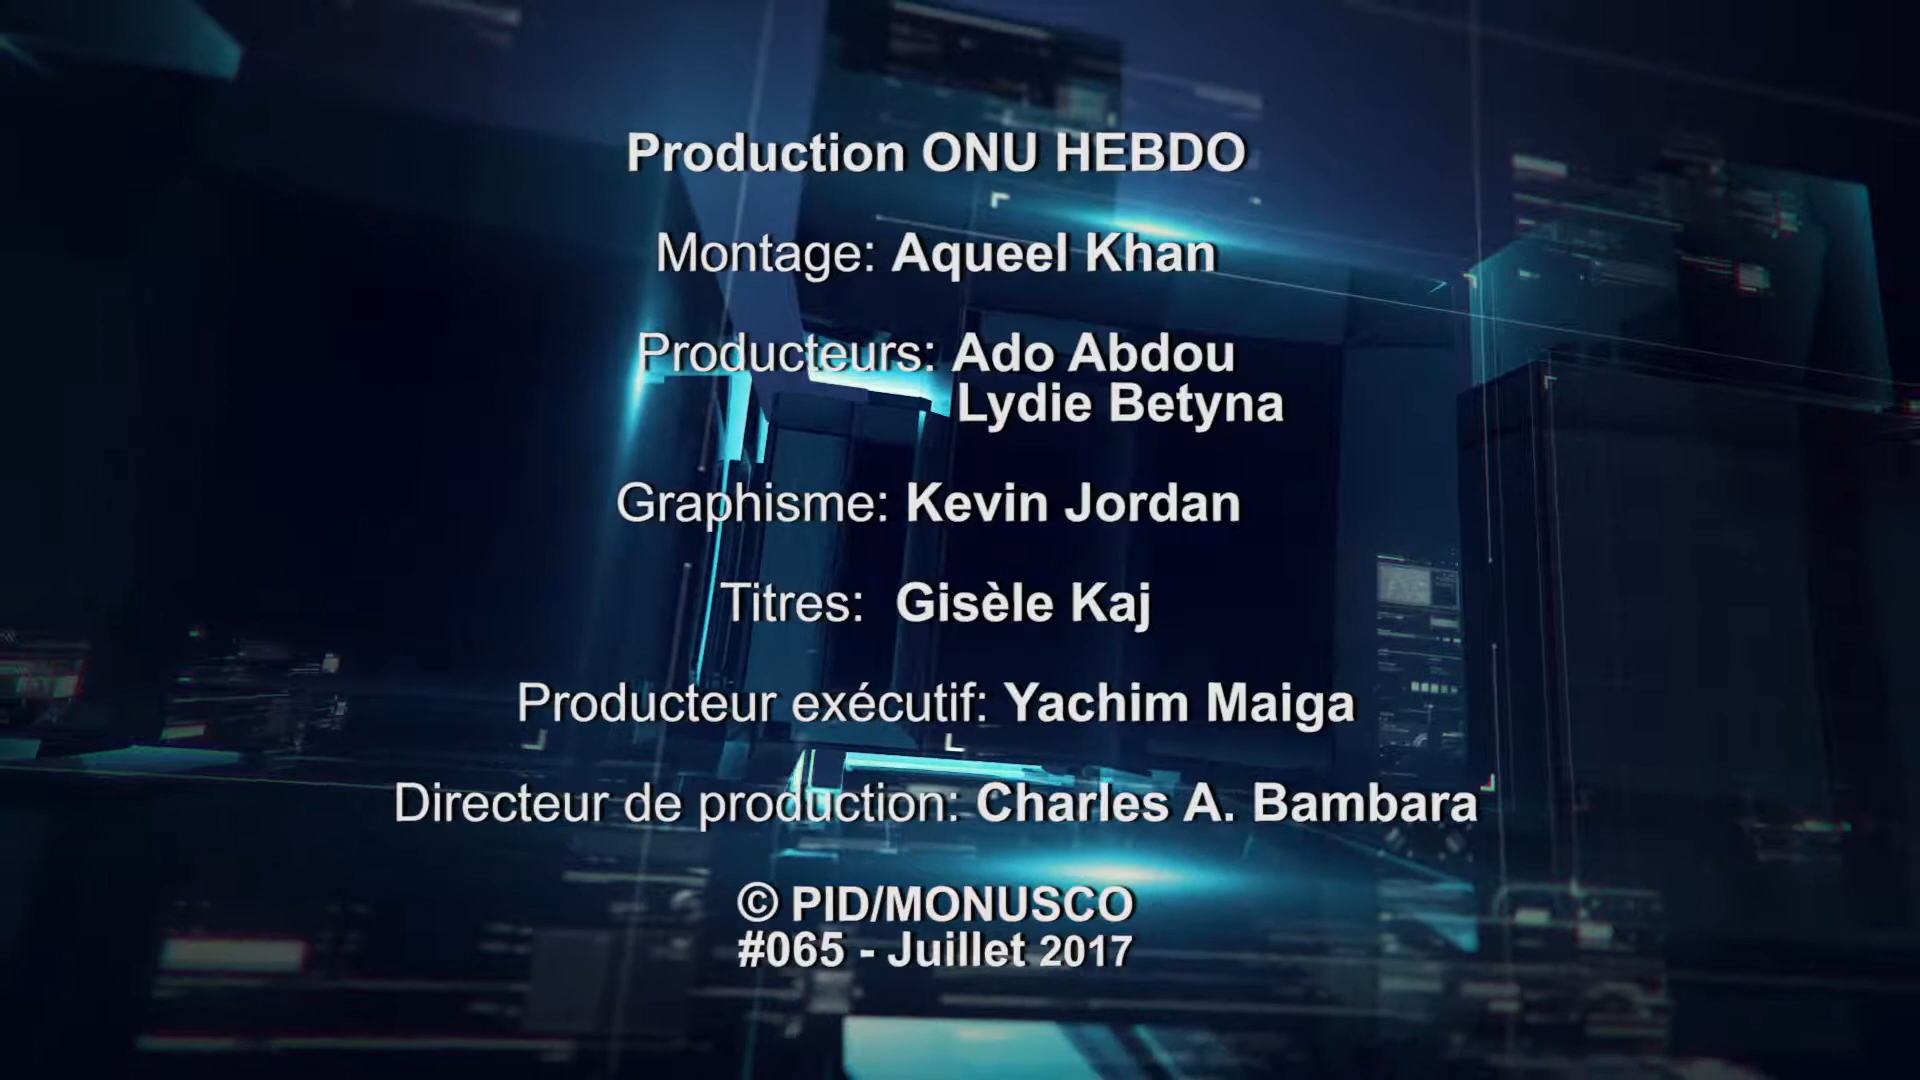 Production ONU HEBDO
Montage: Aqueel Khan
Producteurs: Ado Abdou
Lydie Betyna
Graphisme: Kevin Jordan
Titres: Gisèle Kaj
Producteur exécutif: Yachim Maiga
Directeur de production: Charles A. Bambara
© PID/MONUSCO
#065 - Juillet 2017